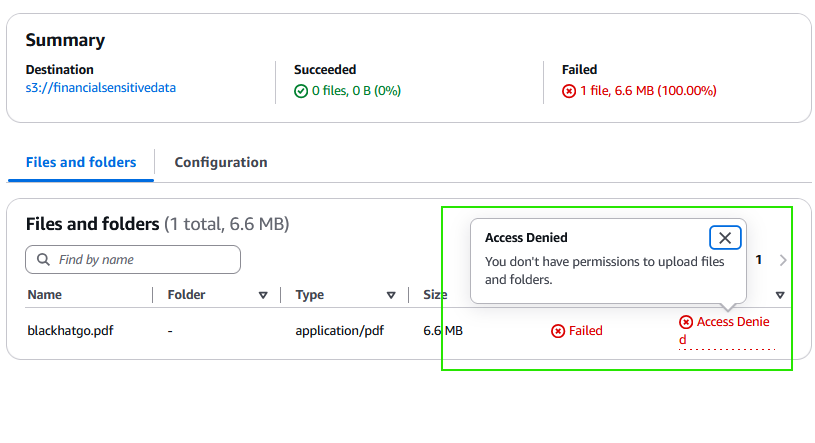 Summary
Destination
Succeeded
Failed
s3://financialsensitivedata
0 files, 0 B (0%)
1 file, 6.6 MB (100.00%)
Files and folders
Configuration
Files and folders (1 total, 6.6 MB)
Find by name
Access Denied
You don't have permissions to upload files
and folders.
1
Name
Folder
Type
Size
blackhatgo.pdf
-
application/pdf
6.6 MB
Failed
Access Denie
d